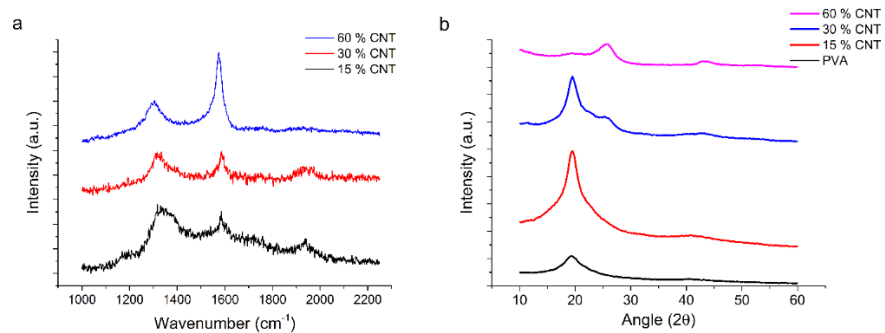 a
60 % CNT
30 % CNT
15 % CNT
Intensity (a.u.)
1000 1200 1400 1600 1800 2000 2200
Wavenumber (cm⁻¹)
b
60 % CNT
30 % CNT
15 % CNT
PVA
Intensity (a.u.)
10 20 30 40 50 60
Angle (2θ)